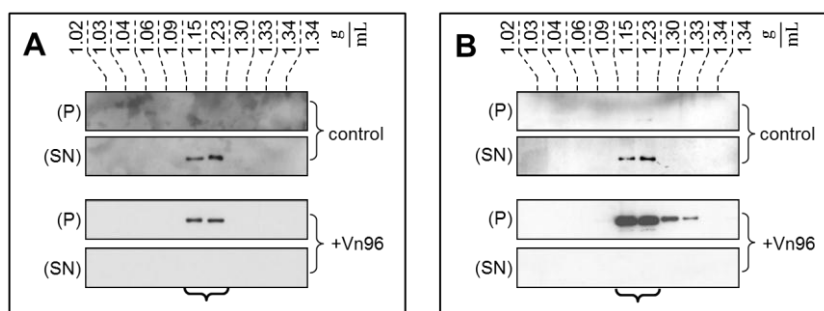 A
1.02 1.03 1.04 1.06 1.09 1.15 1.23 1.30 1.33 1.34 1.34 g/mL
(P)
(SN)
control
(P)
(SN)
+Vn96
B
1.02 1.03 1.04 1.06 1.09 1.15 1.23 1.30 1.33 1.34 1.34 g/mL
(P)
(SN)
control
(P)
(SN)
+Vn96